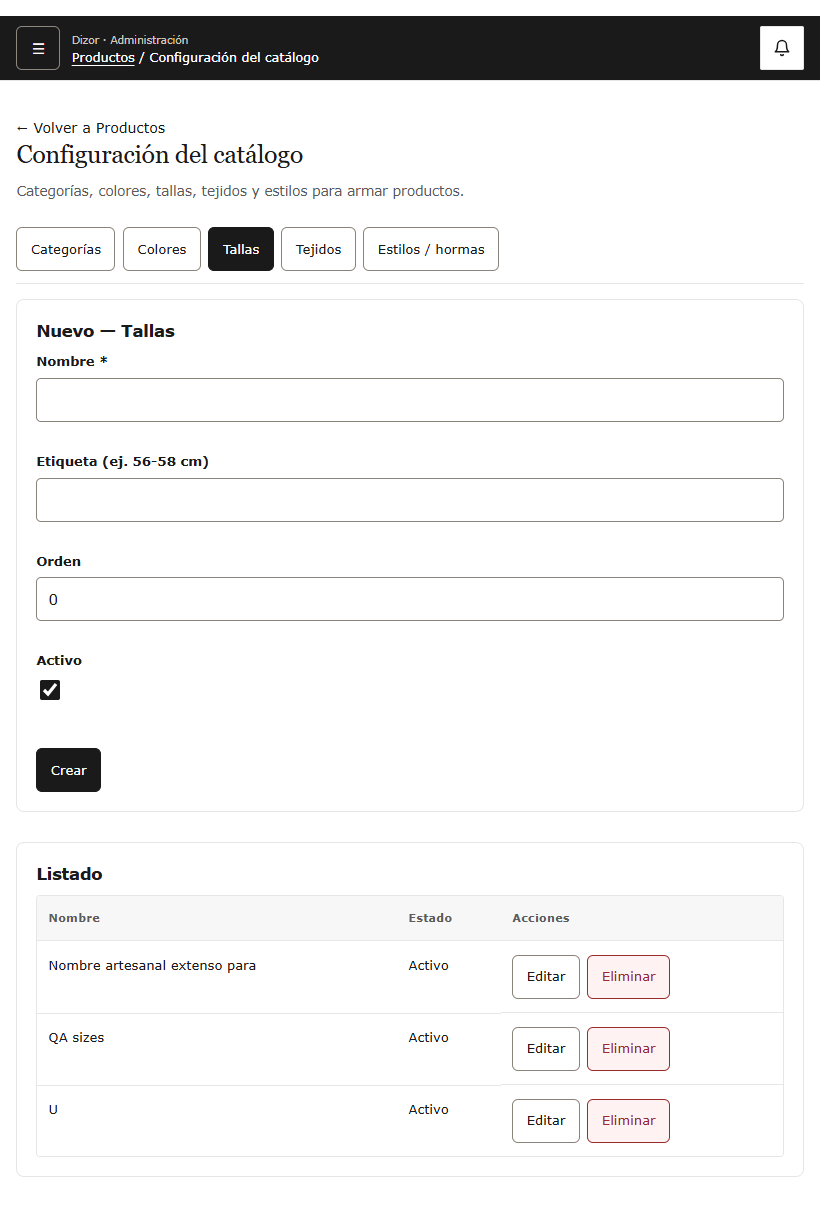 ☰
Dizor · Administración
Productos / Configuración del catálogo
← Volver a Productos
Configuración del catálogo
Categorías, colores, tallas, tejidos y estilos para armar productos.
Categorías Colores Tallas Tejidos Estilos / hormas
Nuevo — Tallas
Nombre *
Etiqueta (ej. 56-58 cm)
Orden
0
Activo
Crear
Listado
Nombre Estado Acciones
Nombre artesanal extenso para Activo Editar Eliminar
QA sizes Activo Editar Eliminar
U Activo Editar Eliminar